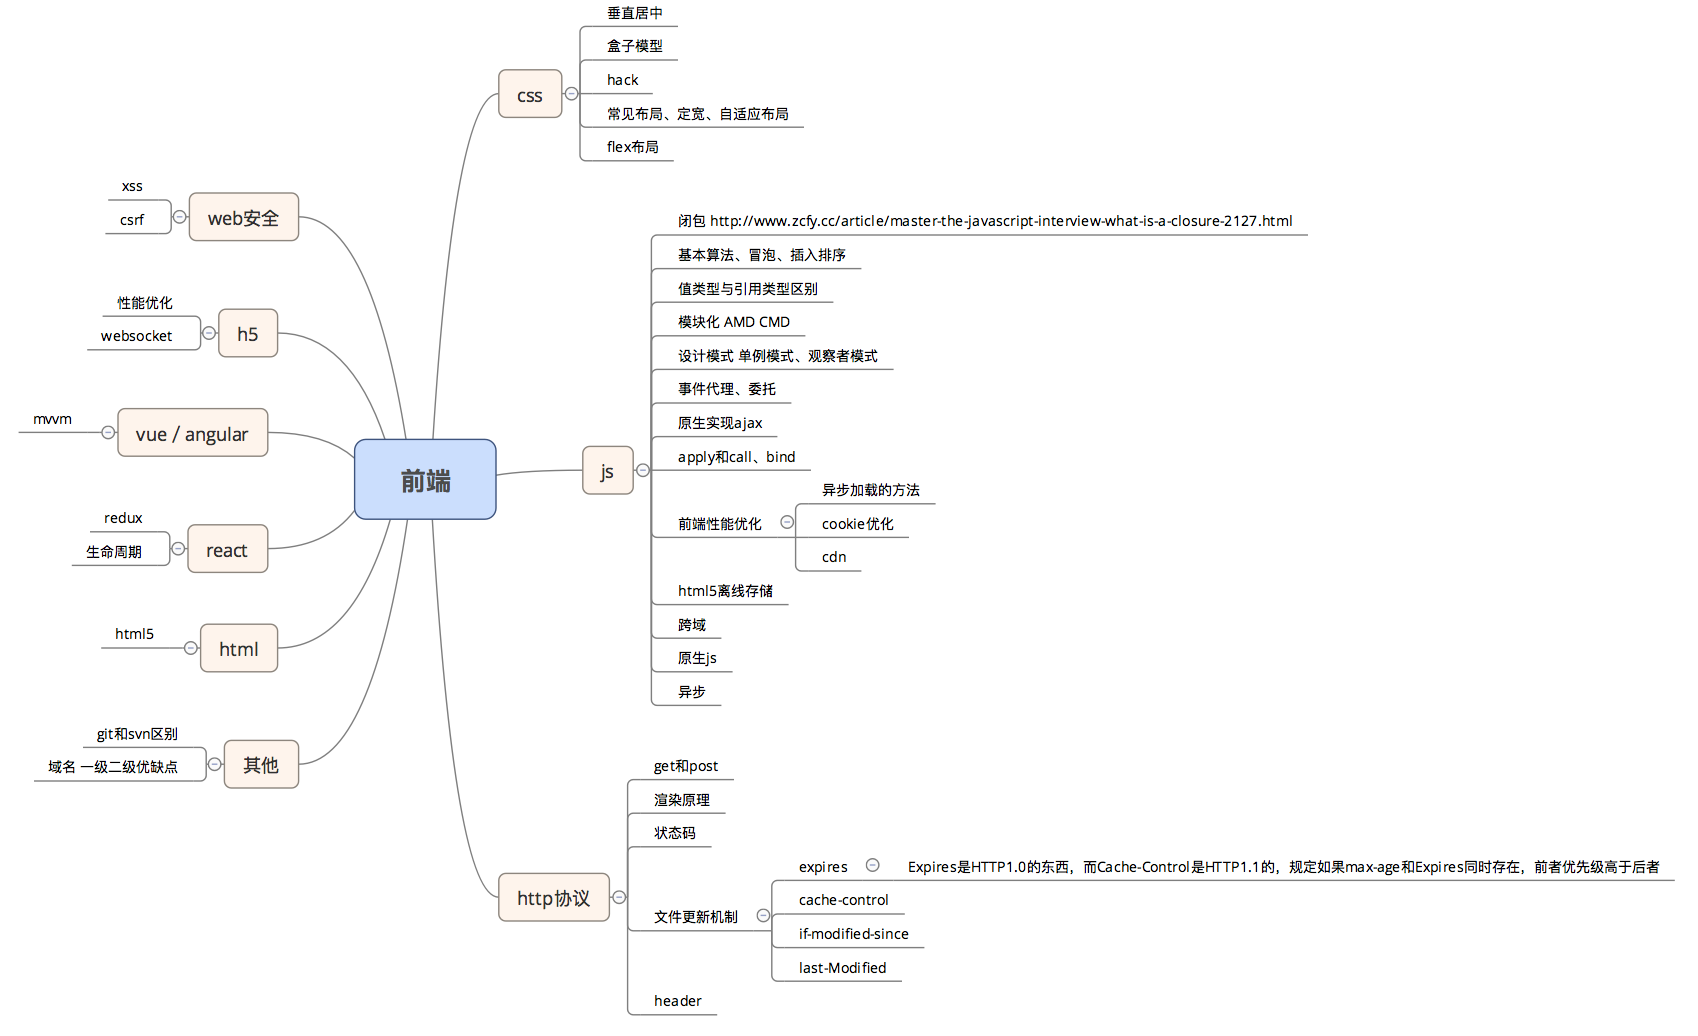 前端
css
垂直居中
盒子模型
hack
常见布局、定宽、自适应布局
flex布局
js
闭包 http://www.zcfy.cc/article/master-the-javascript-interview-what-is-a-closure-2127.html
基本算法、冒泡、插入排序
值类型与引用类型区别
模块化 AMD CMD
设计模式 单例模式、观察者模式
事件代理、委托
原生实现ajax
apply和call、bind
前端性能优化
异步加载的方法
cookie优化
cdn
html5离线存储
跨域
原生js
异步
http协议
get和post
渲染原理
状态码
文件更新机制
expires
Expires是HTTP1.0的东西，而Cache-Control是HTTP1.1的，规定如果max-age和Expires同时存在，前者优先级高于后者
cache-control
if-modified-since
last-Modified
header
web安全
xss
csrf
h5
性能优化
websocket
vue / angular
mvvm
react
redux
生命周期
html
html5
其他
git和svn区别
域名 一级二级优缺点